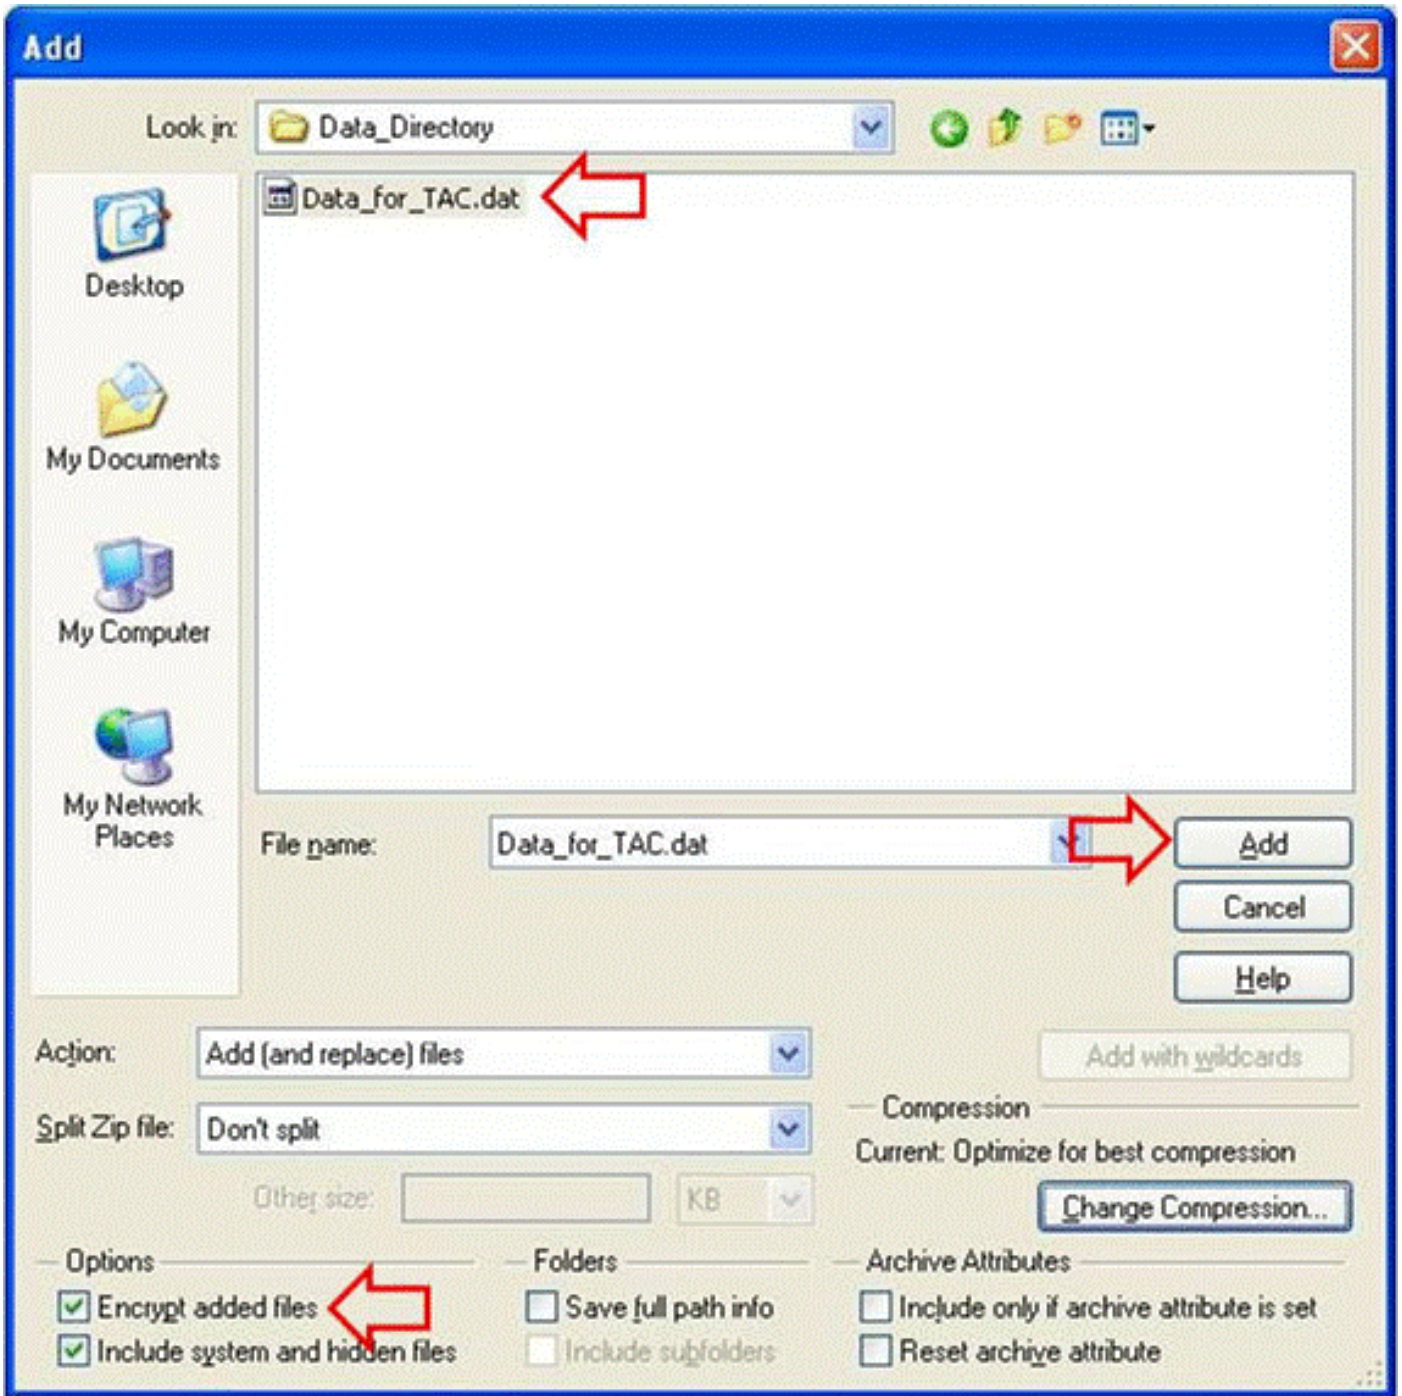 Add
Look in: Data_Directory
Data_for_TAC.dat
Desktop
My Documents
My Computer
My Network
Places
File name: Data_for_TAC.dat Add
Cancel
Help
Action: Add (and replace) files Add with wildcards
Split Zip file: Don't split
Compression
Current: Optimize for best compression
Other size: KB Change Compression...
Options Folders Archive Attributes
Encrypt added files Save full path info Include only if archive attribute is set
Include system and hidden files Include subfolders Reset archive attribute